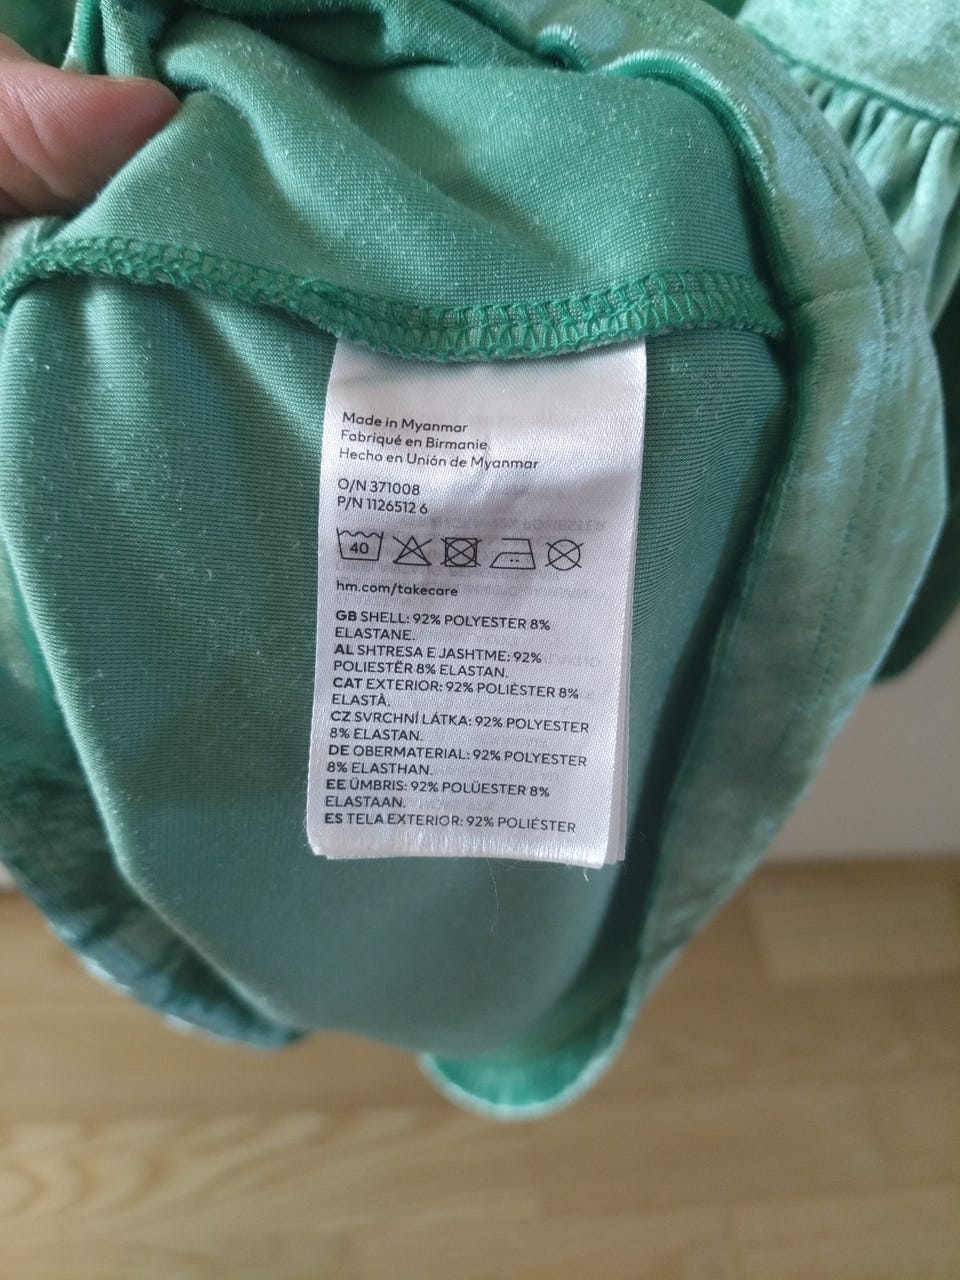 Made in Myanmar
Fabriqué en Birmanie
Hecho en Unión de Myanmar
O/N 371008
P/N 1126512 6
40
hm.com/takecare
GB SHELL: 92% POLYESTER 8%
ELASTANE.
AL SHTRESA E JASHTME: 92%
POLIESTËR 8% ELASTAN.
CAT EXTERIOR: 92% POLIÈSTER 8%
ELASTÀ.
CZ SVRCHNÍ LÁTKA: 92% POLYESTER
8% ELASTAN.
DE OBERMATERIAL: 92% POLYESTER
8% ELASTHAN.
EE ÜMBRIS: 92% POLÜESTER 8%
ELASTAAN.
ES TELA EXTERIOR: 92% POLIÉSTER